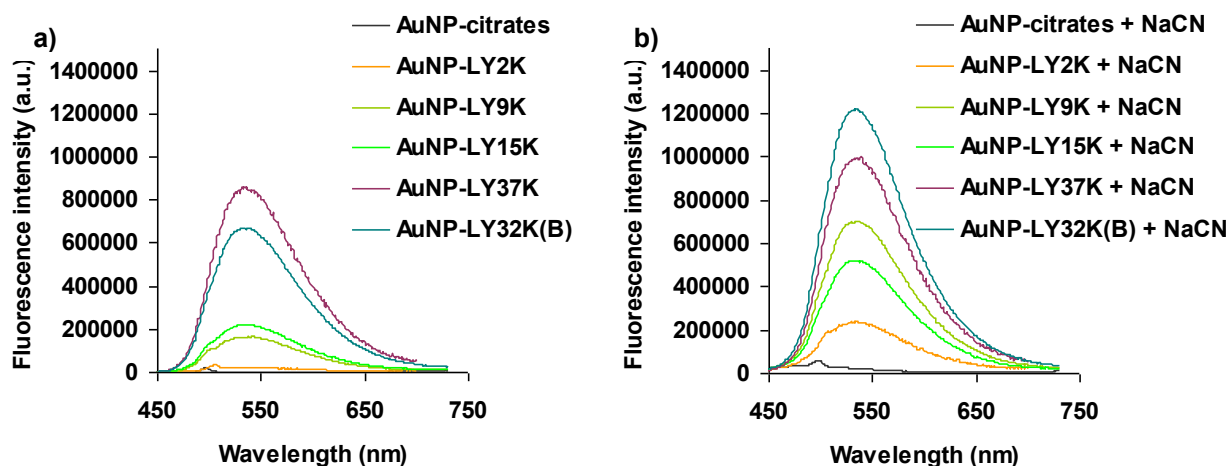 a)
Fluorescence intensity (a.u.)
1400000
1200000
1000000
800000
600000
400000
200000
0
450 550 650 750
Wavelength (nm)
AuNP-citrates
AuNP-LY2K
AuNP-LY9K
AuNP-LY15K
AuNP-LY37K
AuNP-LY32K(B)
b)
Fluorescence intensity (a.u.)
1400000
1200000
1000000
800000
600000
400000
200000
0
450 550 650 750
Wavelength (nm)
AuNP-citrates + NaCN
AuNP-LY2K + NaCN
AuNP-LY9K + NaCN
AuNP-LY15K + NaCN
AuNP-LY37K + NaCN
AuNP-LY32K(B) + NaCN